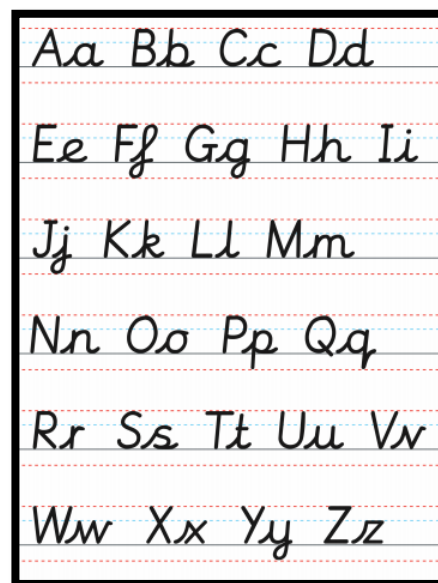 Aa Bb Cc Dd
Ee Ff Gg Hh Ii
Jj Kk Ll Mm
Nn Oo Pp Qq
Rr Ss Tt Uu Vv
Ww Xx Yy Zz